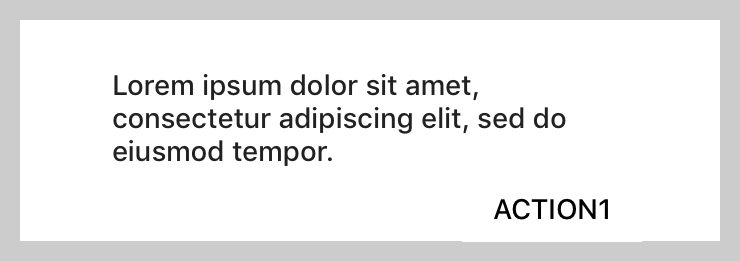 Lorem ipsum dolor sit amet,
consectetur adipiscing elit, sed do
eiusmod tempor.
ACTION1